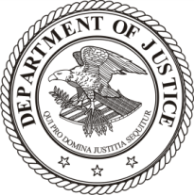 DEPARTMENT OF JUSTICE
QUI PRO DOMINA JUSTITIA SEQUITUR